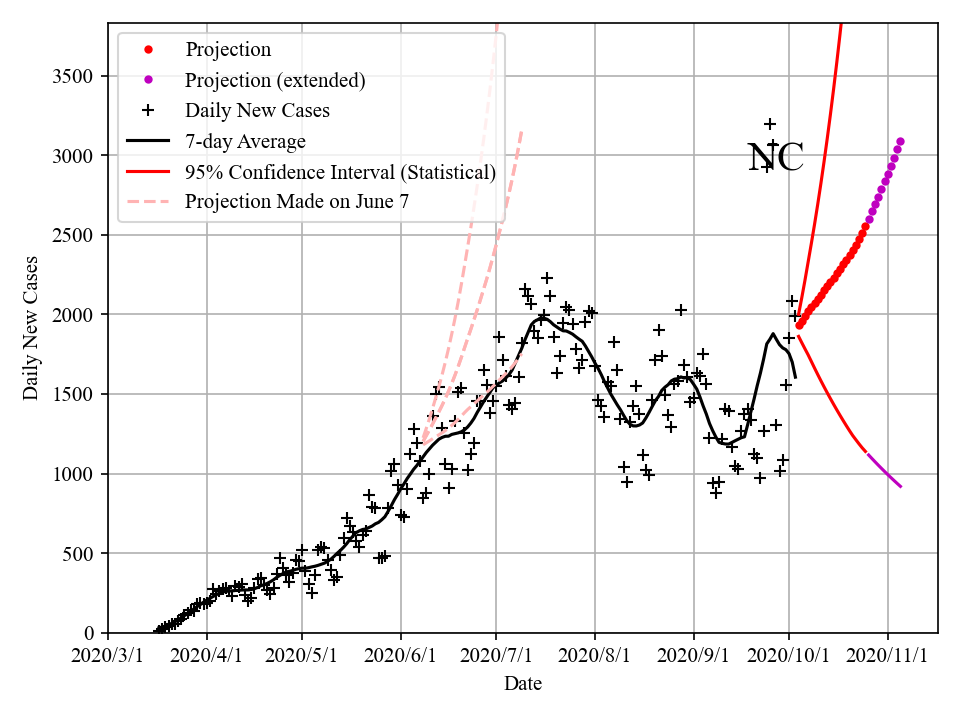 Projection
Projection (extended)
Daily New Cases
7-day Average
95% Confidence Interval (Statistical)
Projection Made on June 7
NC
Daily New Cases
3500
3000
2500
2000
1500
1000
500
0
2020/3/1 2020/4/1 2020/5/1 2020/6/1 2020/7/1 2020/8/1 2020/9/1 2020/10/1 2020/11/1
Date